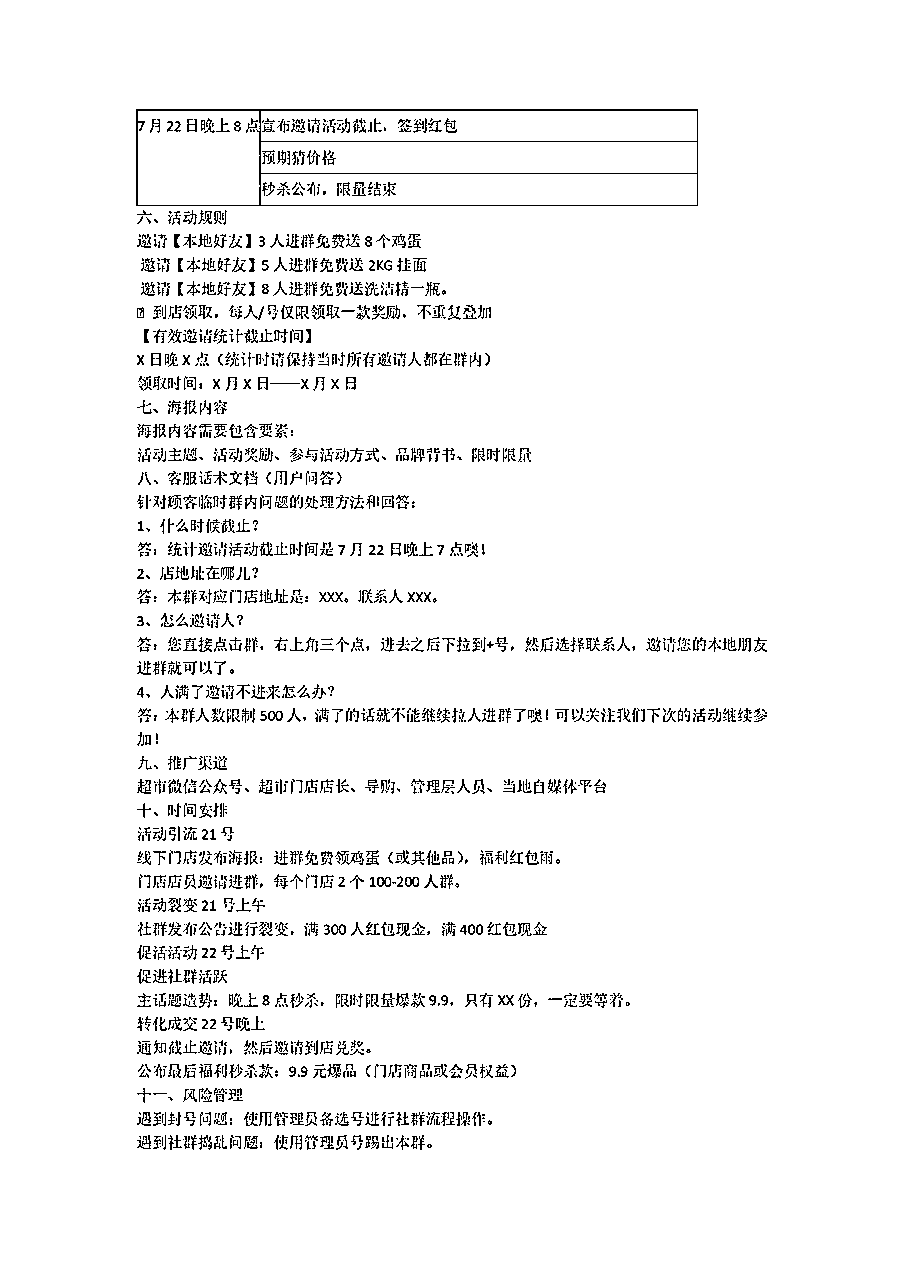 7月22日晚上8点 宣布邀请活动截止，签到红包
预期猜价格
秒杀公布，限量结束
六、活动规则
邀请【本地好友】3人进群免费送8个鸡蛋
邀请【本地好友】5人进群免费送2KG挂面
邀请【本地好友】8人进群免费送洗洁精一瓶。
到店领取，每人/号仅限领取一款奖励，不重复叠加
【有效邀请统计截止时间】
X日晚X点（统计时请保持当时所有邀请人都在群内）
领取时间：X月X日——X月X日
七、海报内容
海报内容需要包含要素：
活动主题、活动奖励、参与活动方式、品牌背书、限时限量
八、客服话术文档（用户问答）
针对顾客临时群内问题的处理方法和回答：
1、什么时候截止？
答：统计邀请活动截止时间是7月22日晚上7点噢！
2、店地址在哪儿？
答：本群对应门店地址是：XXX。联系人XXX。
3、怎么邀请人？
答：您直接点击群，右上角三个点，进去之后下拉到+号，然后选择联系人，邀请您的本地朋友
进群就可以了。
4、人满了邀请不进来怎么办？
答：本群人数限制500人，满了的话就不能继续拉人进群了噢！可以关注我们下次的活动继续参
加！
九、推广渠道
超市微信公众号、超市门店店长、导购、管理层人员、当地自媒体平台
十、时间安排
活动引流21号
线下门店发布海报：进群免费领鸡蛋（或其他品），福利红包雨。
门店店员邀请进群，每个门店2个100-200人群。
活动裂变21号上午
社群发布公告进行裂变，满300人红包现金，满400红包现金
促活活动22号上午
促进社群活跃
主话题造势：晚上8点秒杀，限时限量爆款9.9，只有XX份，一定要等着。
转化成交22号晚上
通知截止邀请，然后邀请到店兑奖。
公布最后福利秒杀款：9.9元爆品（门店商品或会员权益）
十一、风险管理
遇到封号问题：使用管理员备选号进行社群流程操作。
遇到社群捣乱问题：使用管理员号踢出本群。